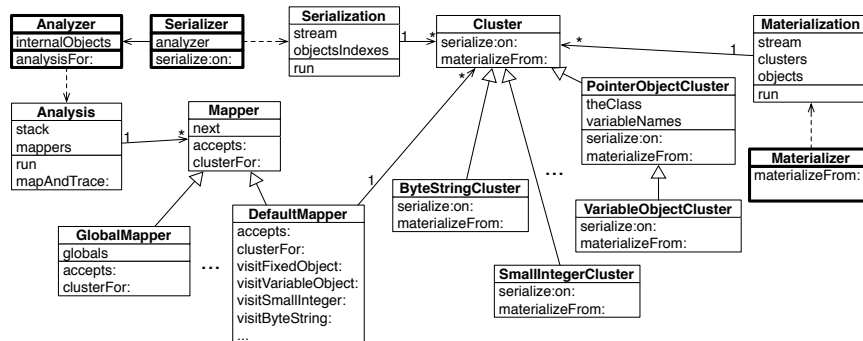 Analyzer
internalObjects
analysisFor:
Serializer
analyzer
serialize:on:
Serialization
stream
objectsIndexes
run
1
*
Cluster
serialize:on:
materializeFrom:
*
*
1
Materialization
stream
clusters
objects
run
Analysis
stack
mappers
run
mapAndTrace:
1
*
Mapper
next
accepts:
clusterFor:
PointerObjectCluster
theClass
variableNames
serialize:on:
materializeFrom:
Materializer
materializeFrom:
...
1
ByteStringCluster
serialize:on:
materializeFrom:
VariableObjectCluster
serialize:on:
materializeFrom:
GlobalMapper
globals
accepts:
clusterFor:
...
DefaultMapper
accepts:
clusterFor:
visitFixedObject:
visitVariableObject:
visitSmallInteger:
visitByteString:
...
SmallIntegerCluster
serialize:on:
materializeFrom: